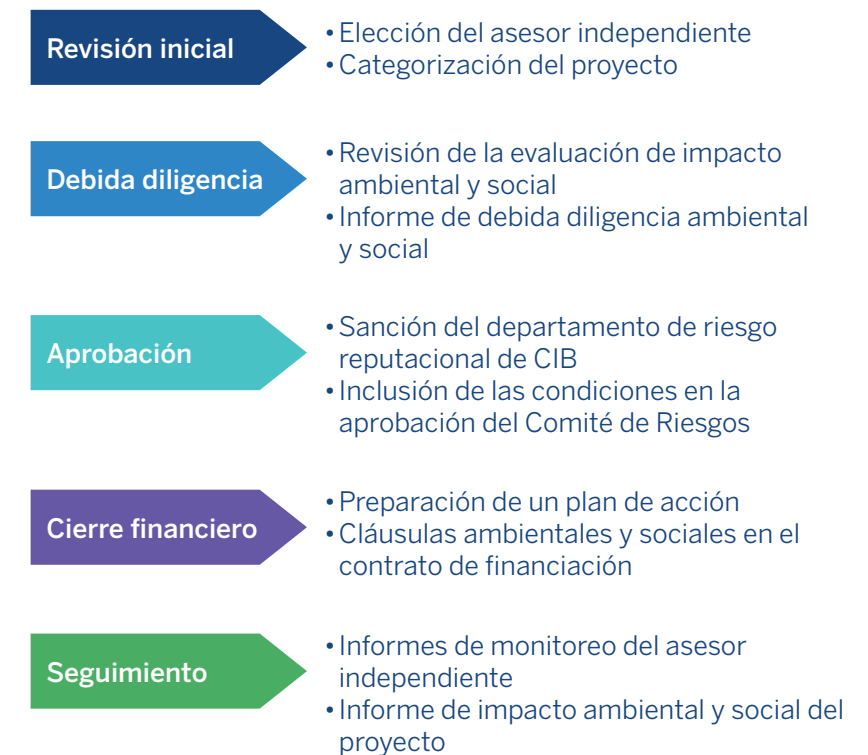 Revisión inicial
• Elección del asesor independiente
• Categorización del proyecto
Debida diligencia
• Revisión de la evaluación de impacto
ambiental y social
• Informe de debida diligencia ambiental
y social
Aprobación
• Sanción del departamento de riesgo
reputacional de CIB
• Inclusión de las condiciones en la
aprobación del Comité de Riesgos
Cierre financiero
• Preparación de un plan de acción
• Cláusulas ambientales y sociales en el
contrato de financiación
Seguimiento
• Informes de monitoreo del asesor
independiente
• Informe de impacto ambiental y social del
proyecto